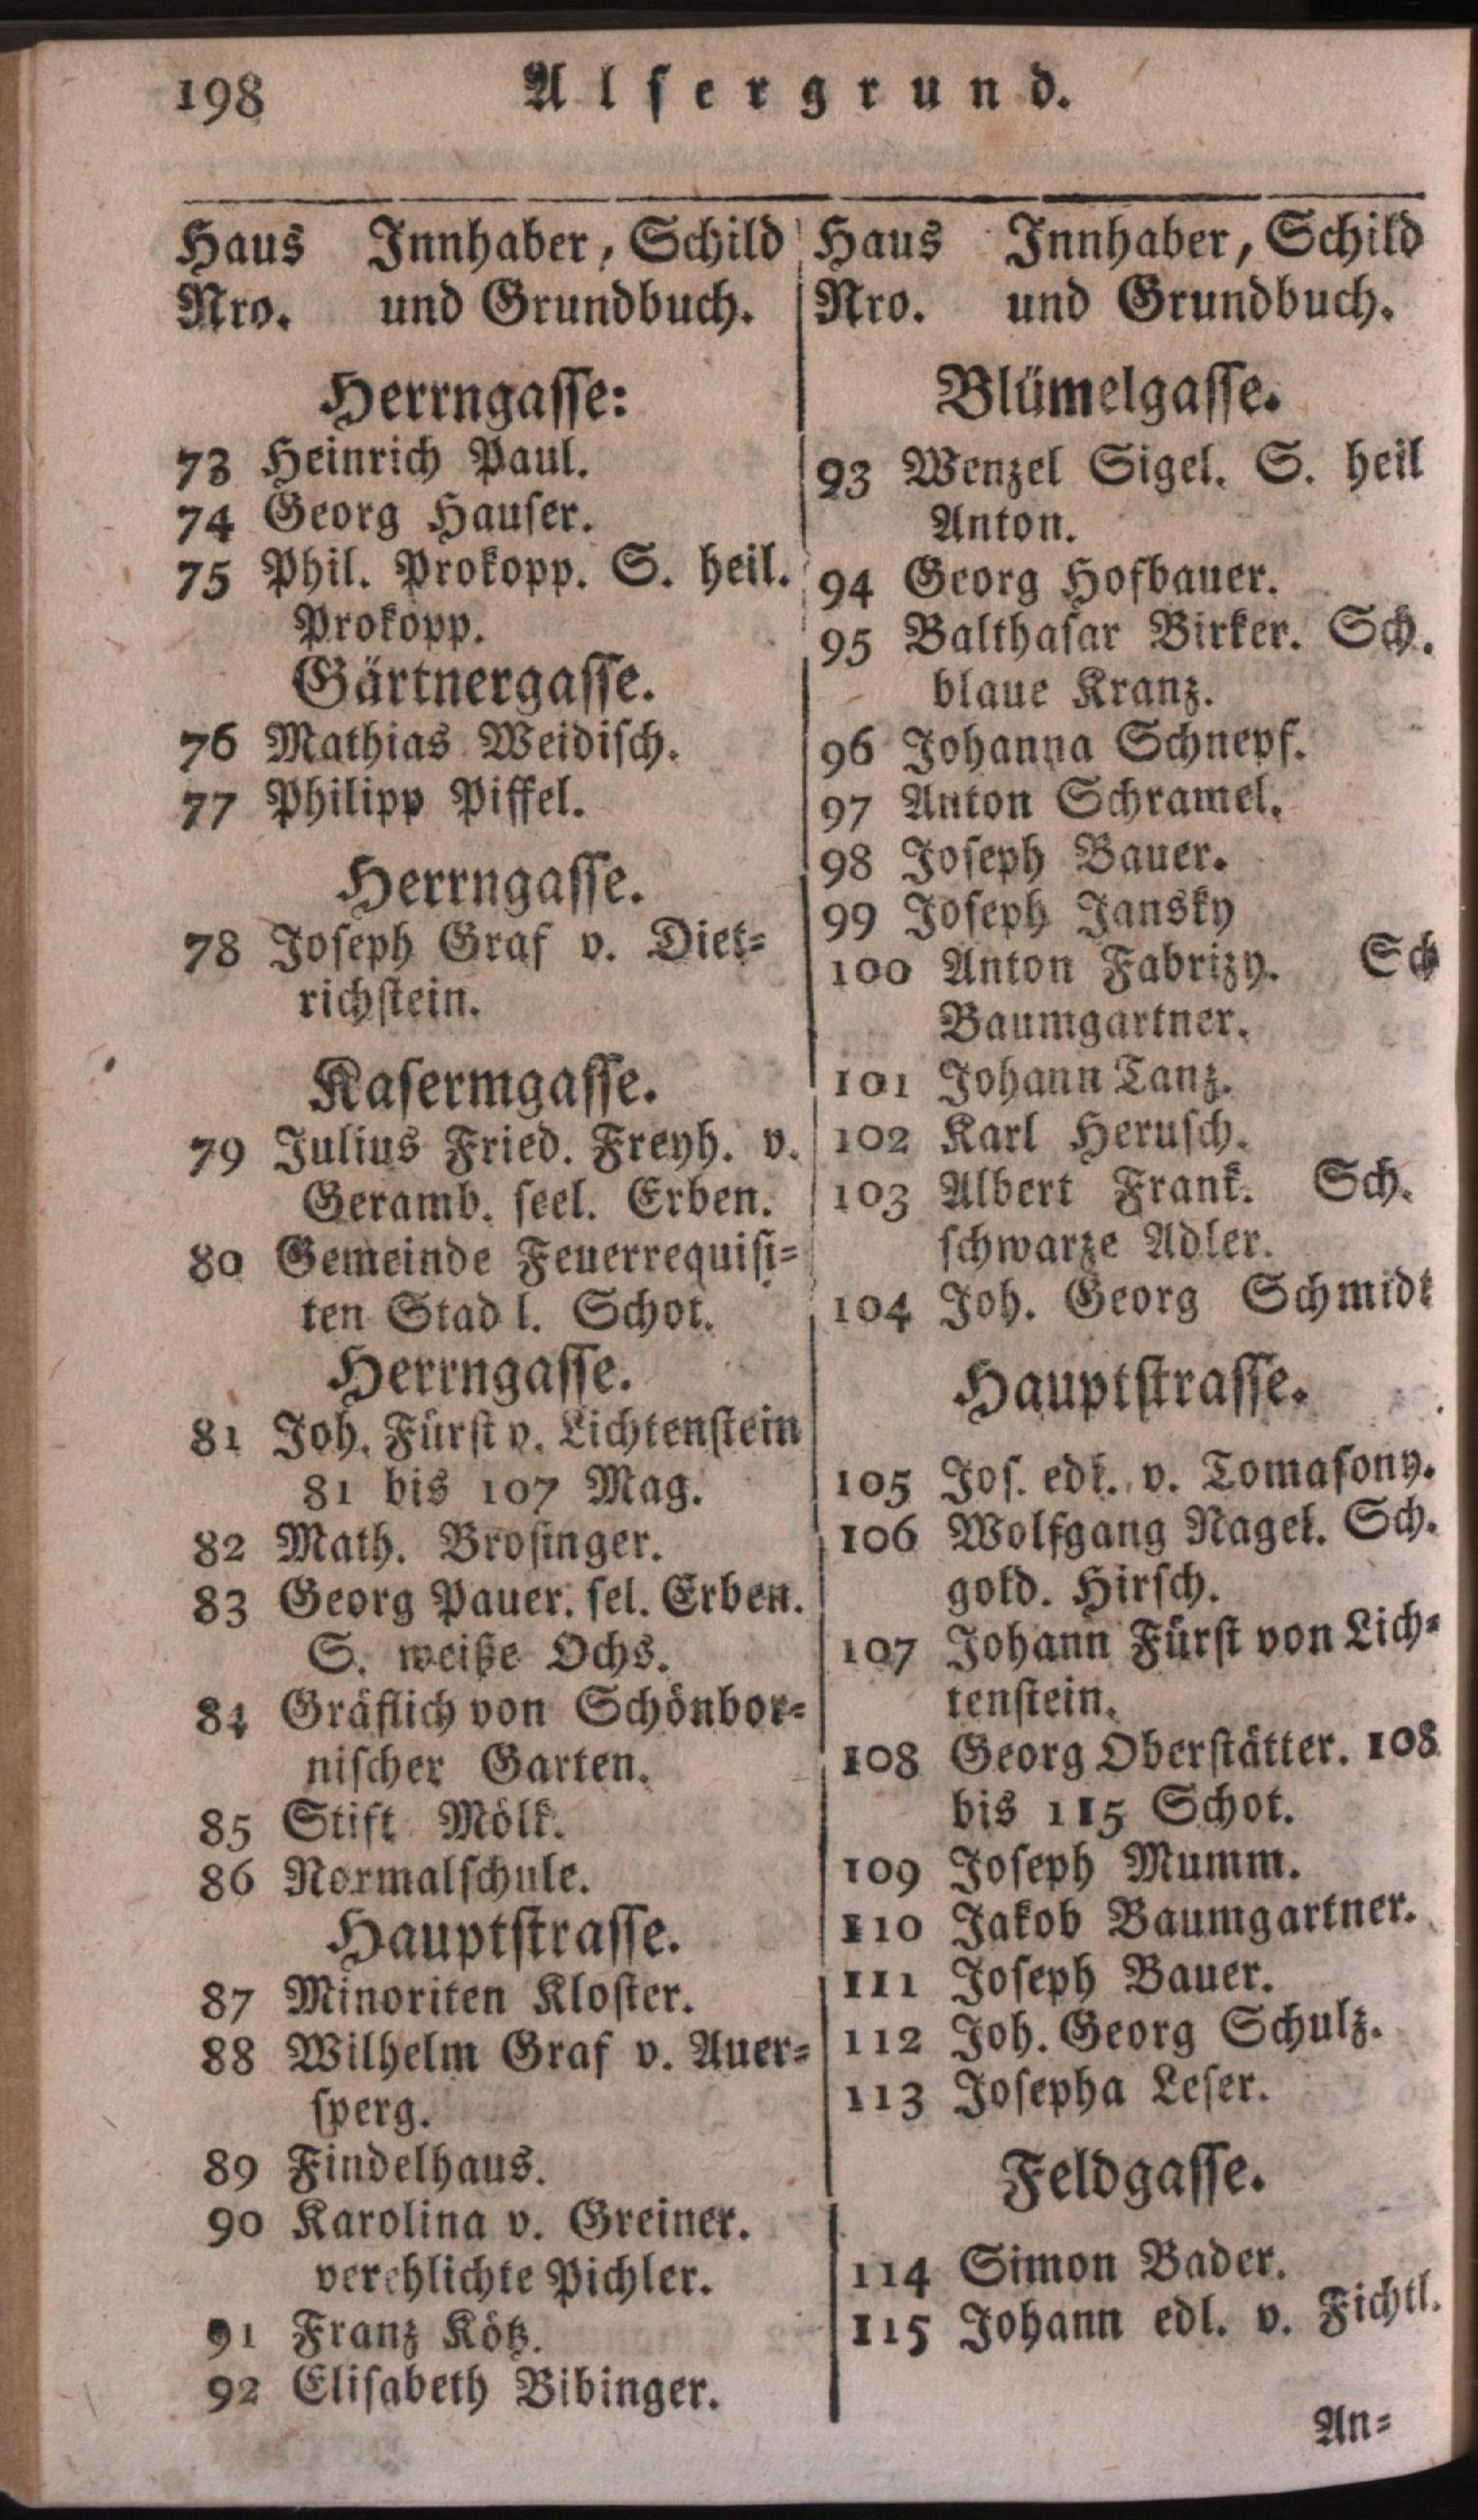 198 Alsergrund.
Haus Innhaber, Schild
Nro. und Grundbuch.
Herrngasse:
73 Heinrich Paul.
74 Georg Hauser.
75 Phil. Prokopp. S. heil.
Prokopp.
Gärtnergasse.
76 Mathias Weidisch.
77 Philipp Piffel.
Herrngasse.
78 Joseph Graf v. Diet=
richstein.
Kasermgasse.
79 Julius Fried. Freyh. v.
Geramb. seel. Erben.
80 Gemeinde Feuerrequisi=
ten Stadl. Schot.
Herrngasse.
81 Joh. Fürst v. Lichtenstein
81 bis 107 Mag.
82 Math. Brosinger.
83 Georg Pauer. sel. Erben.
S. weiße Ochs.
84 Gräflich von Schönbor=
nischer Garten.
85 Stift Mölk.
86 Normalschule.
Hauptstrasse.
87 Minoriten Kloster.
88 Wilhelm Graf v. Auer=
sperg.
89 Findelhaus.
90 Karolina v. Greiner.
verehlichte Pichler.
91 Franz Kötz.
92 Elisabeth Bibinger.
Haus Innhaber, Schild
Nro. und Grundbuch.
Blümelgasse.
93 Wenzel Sigel. S. heil
Anton.
94 Georg Hofbauer.
95 Balthasar Birker. Sch.
blaue Kranz.
96 Johanna Schnepf.
97 Anton Schramel.
98 Joseph Bauer.
99 Joseph Jansky
100 Anton Fabrizy. Sch
Baumgartner.
101 Johann Tanz.
102 Karl Herusch.
103 Albert Frank. Sch.
schwarze Adler.
104 Joh. Georg Schmidt
Hauptstrasse.
105 Jos. edl. v. Tomasony.
106 Wolfgang Nagel. Sch.
gold. Hirsch.
107 Johann Fürst von Lich=
tenstein.
108 Georg Oberstätter. 108
bis 115 Schot.
109 Joseph Mumm.
110 Jakob Baumgartner.
111 Joseph Bauer.
112 Joh. Georg Schulz.
113 Josepha Leser.
Feldgasse.
114 Simon Bader.
115 Johann edl. v. Fichtl.
An=